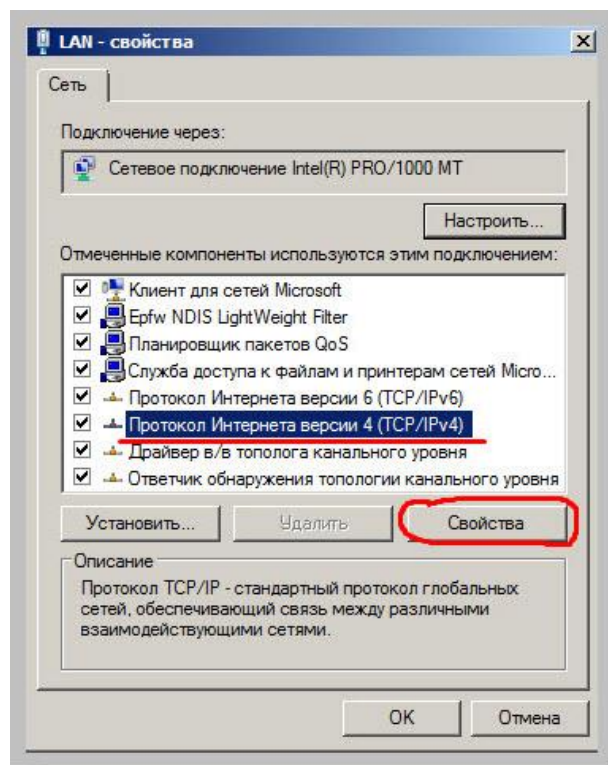 LAN - свойства
Сеть
Подключение через:
Сетевое подключение Intel(R) PRO/1000 MT
Настроить...
Отмеченные компоненты используются этим подключением:
Клиент для сетей Microsoft
Epfw NDIS LightWeight Filter
Планировщик пакетов QoS
Служба доступа к файлам и принтерам сетей Micro...
Протокол Интернета версии 6 (TCP/IPv6)
Протокол Интернета версии 4 (TCP/IPv4)
Драйвер в/в тополога канального уровня
Ответчик обнаружения топологии канального уровня
Установить...
Удалить
Свойства
Описание
Протокол TCP/IP - стандартный протокол глобальных
сетей, обеспечивающий связь между различными
взаимодействующими сетями.
OK
Отмена